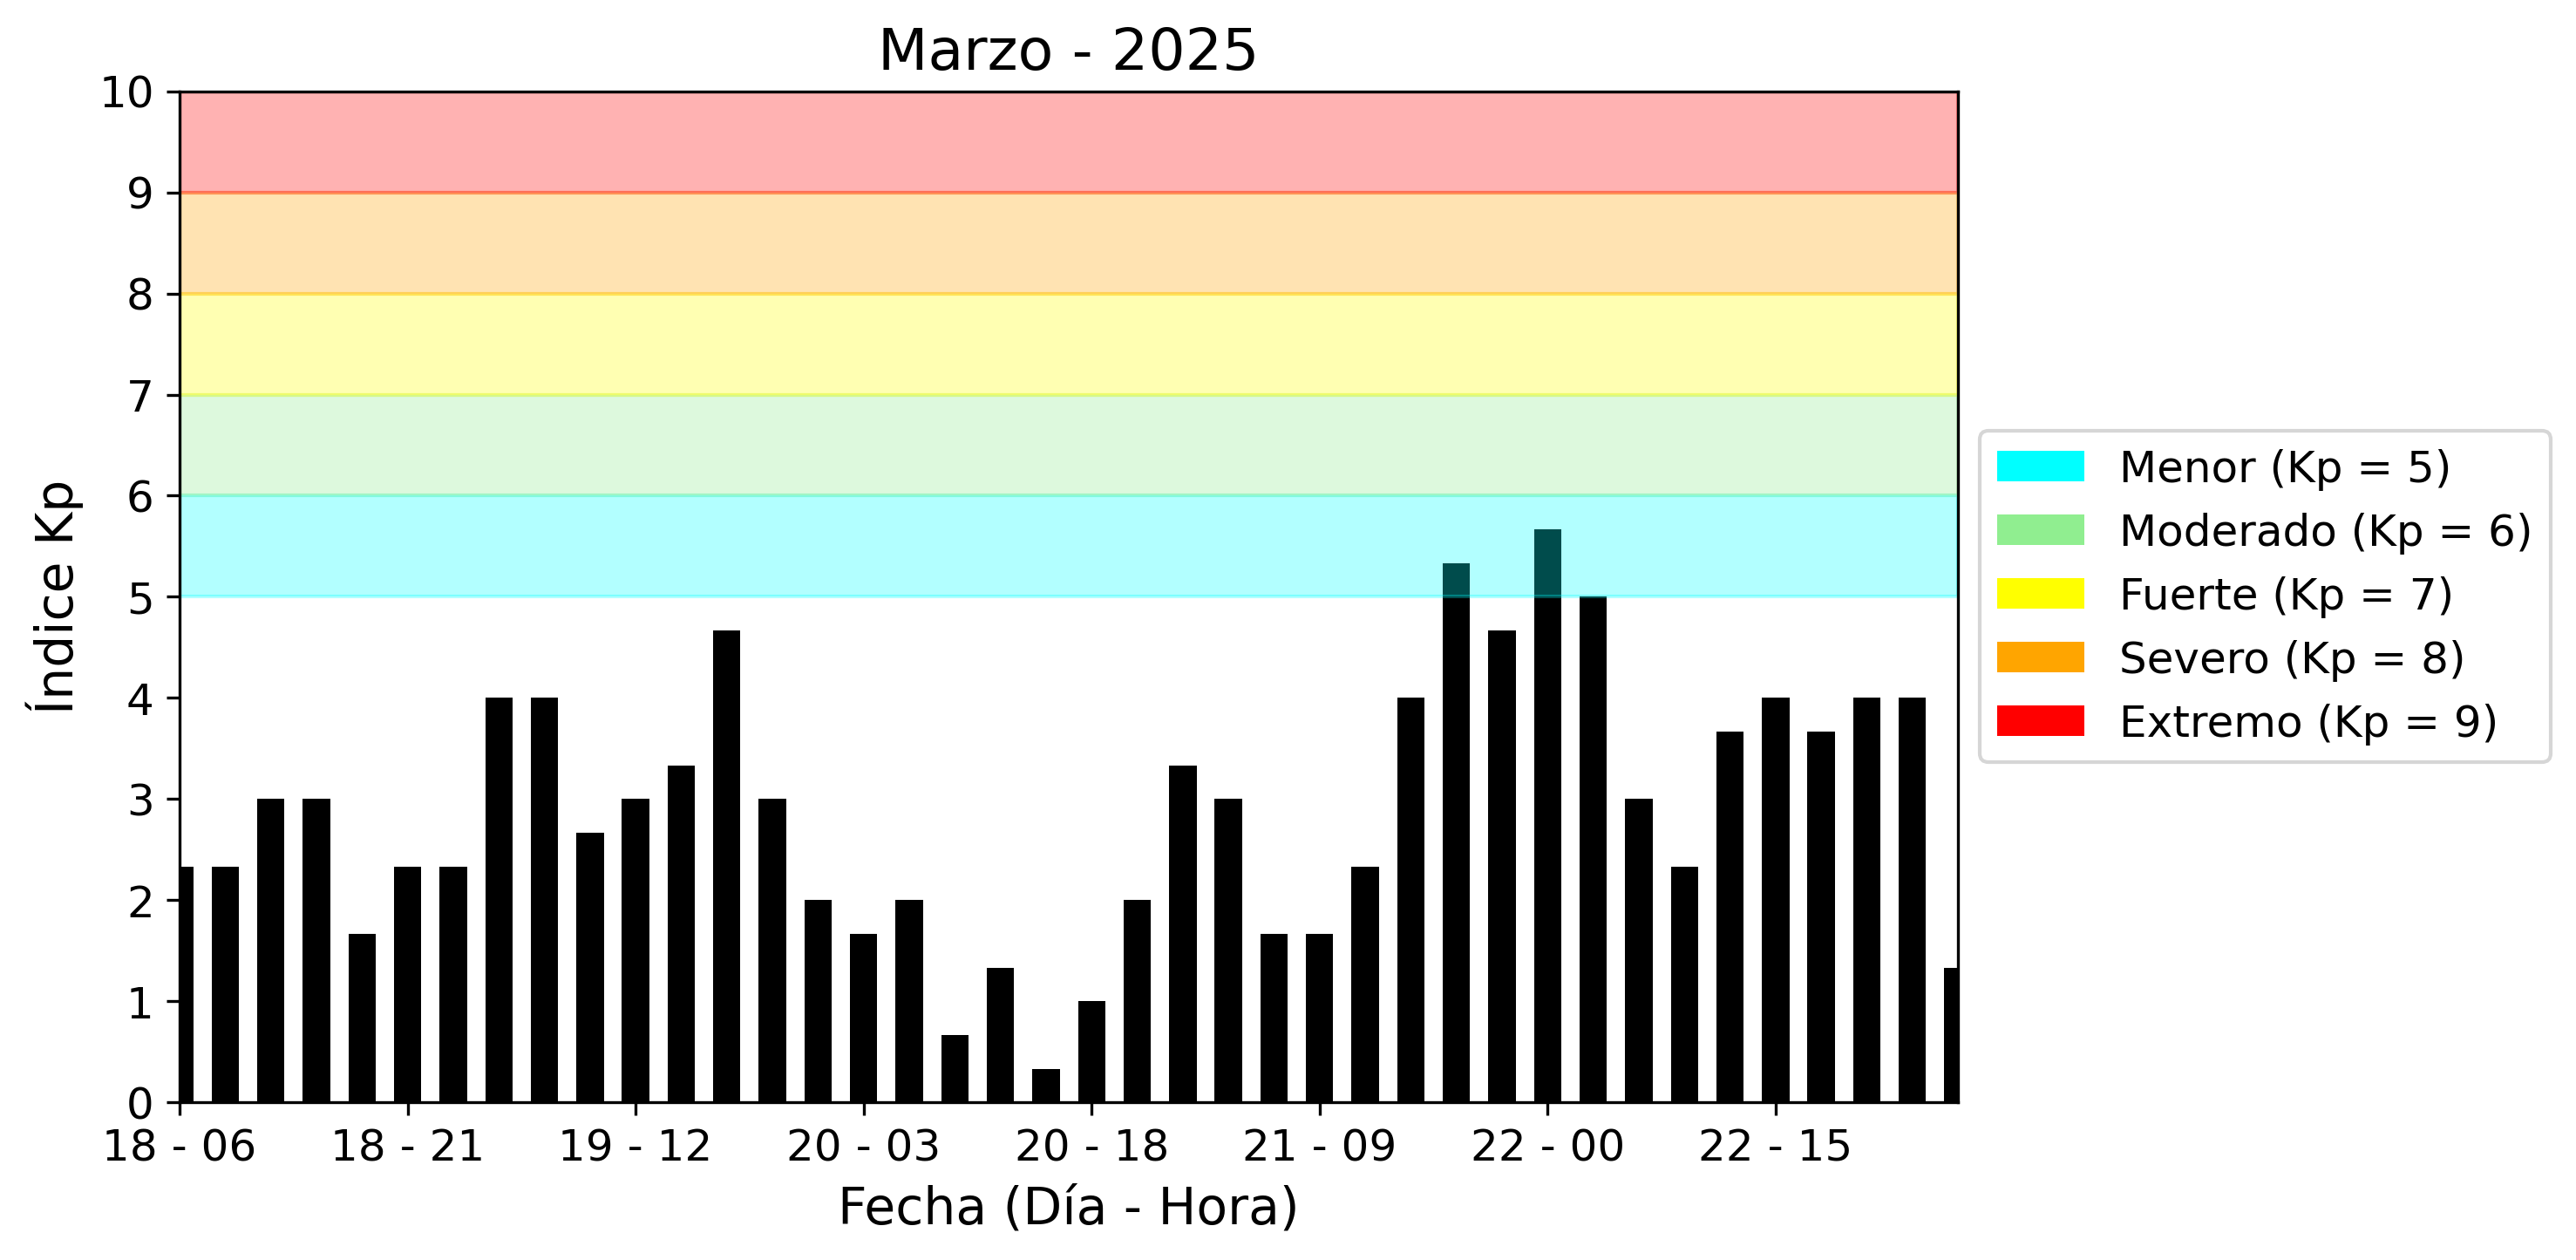 Marzo - 2025
10
9
8
7
6
5
4
3
2
1
0
Índice Kp
18 - 06
18 - 21
19 - 12
20 - 03
20 - 18
21 - 09
22 - 00
22 - 15
Fecha (Día - Hora)
Menor (Kp = 5)
Moderado (Kp = 6)
Fuerte (Kp = 7)
Severo (Kp = 8)
Extremo (Kp = 9)